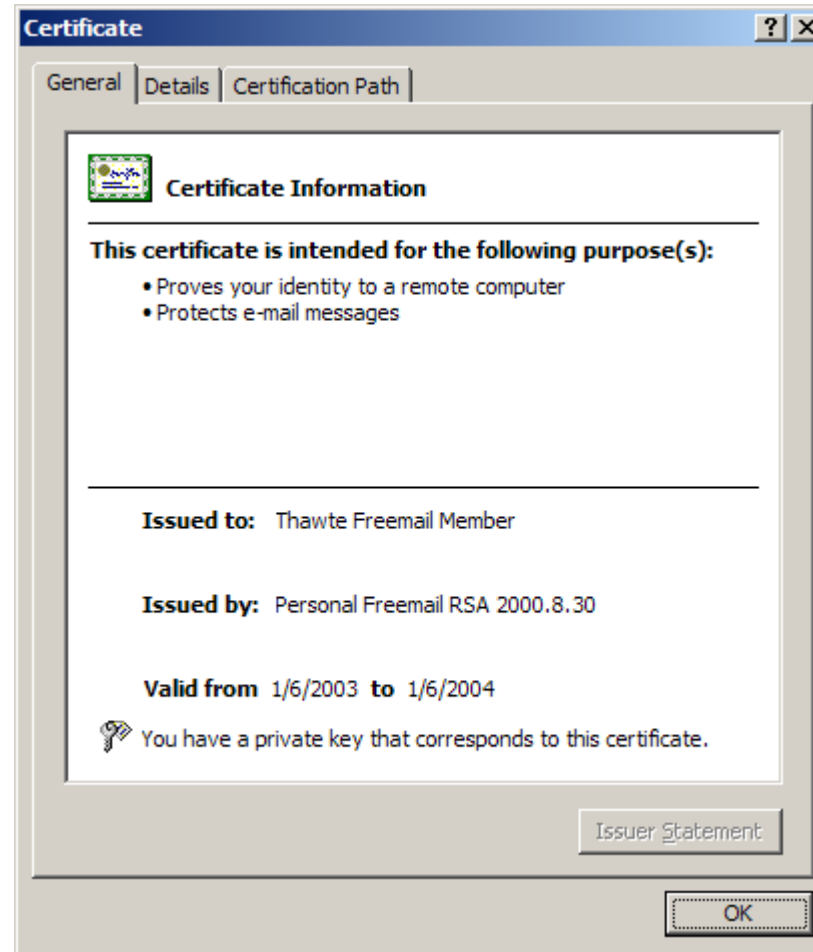 Certificate
General Details Certification Path
Certificate Information
This certificate is intended for the following purpose(s):
• Proves your identity to a remote computer
• Protects e-mail messages
Issued to: Thawte Freemail Member
Issued by: Personal Freemail RSA 2000.8.30
Valid from 1/6/2003 to 1/6/2004
You have a private key that corresponds to this certificate.
Issuer Statement
OK